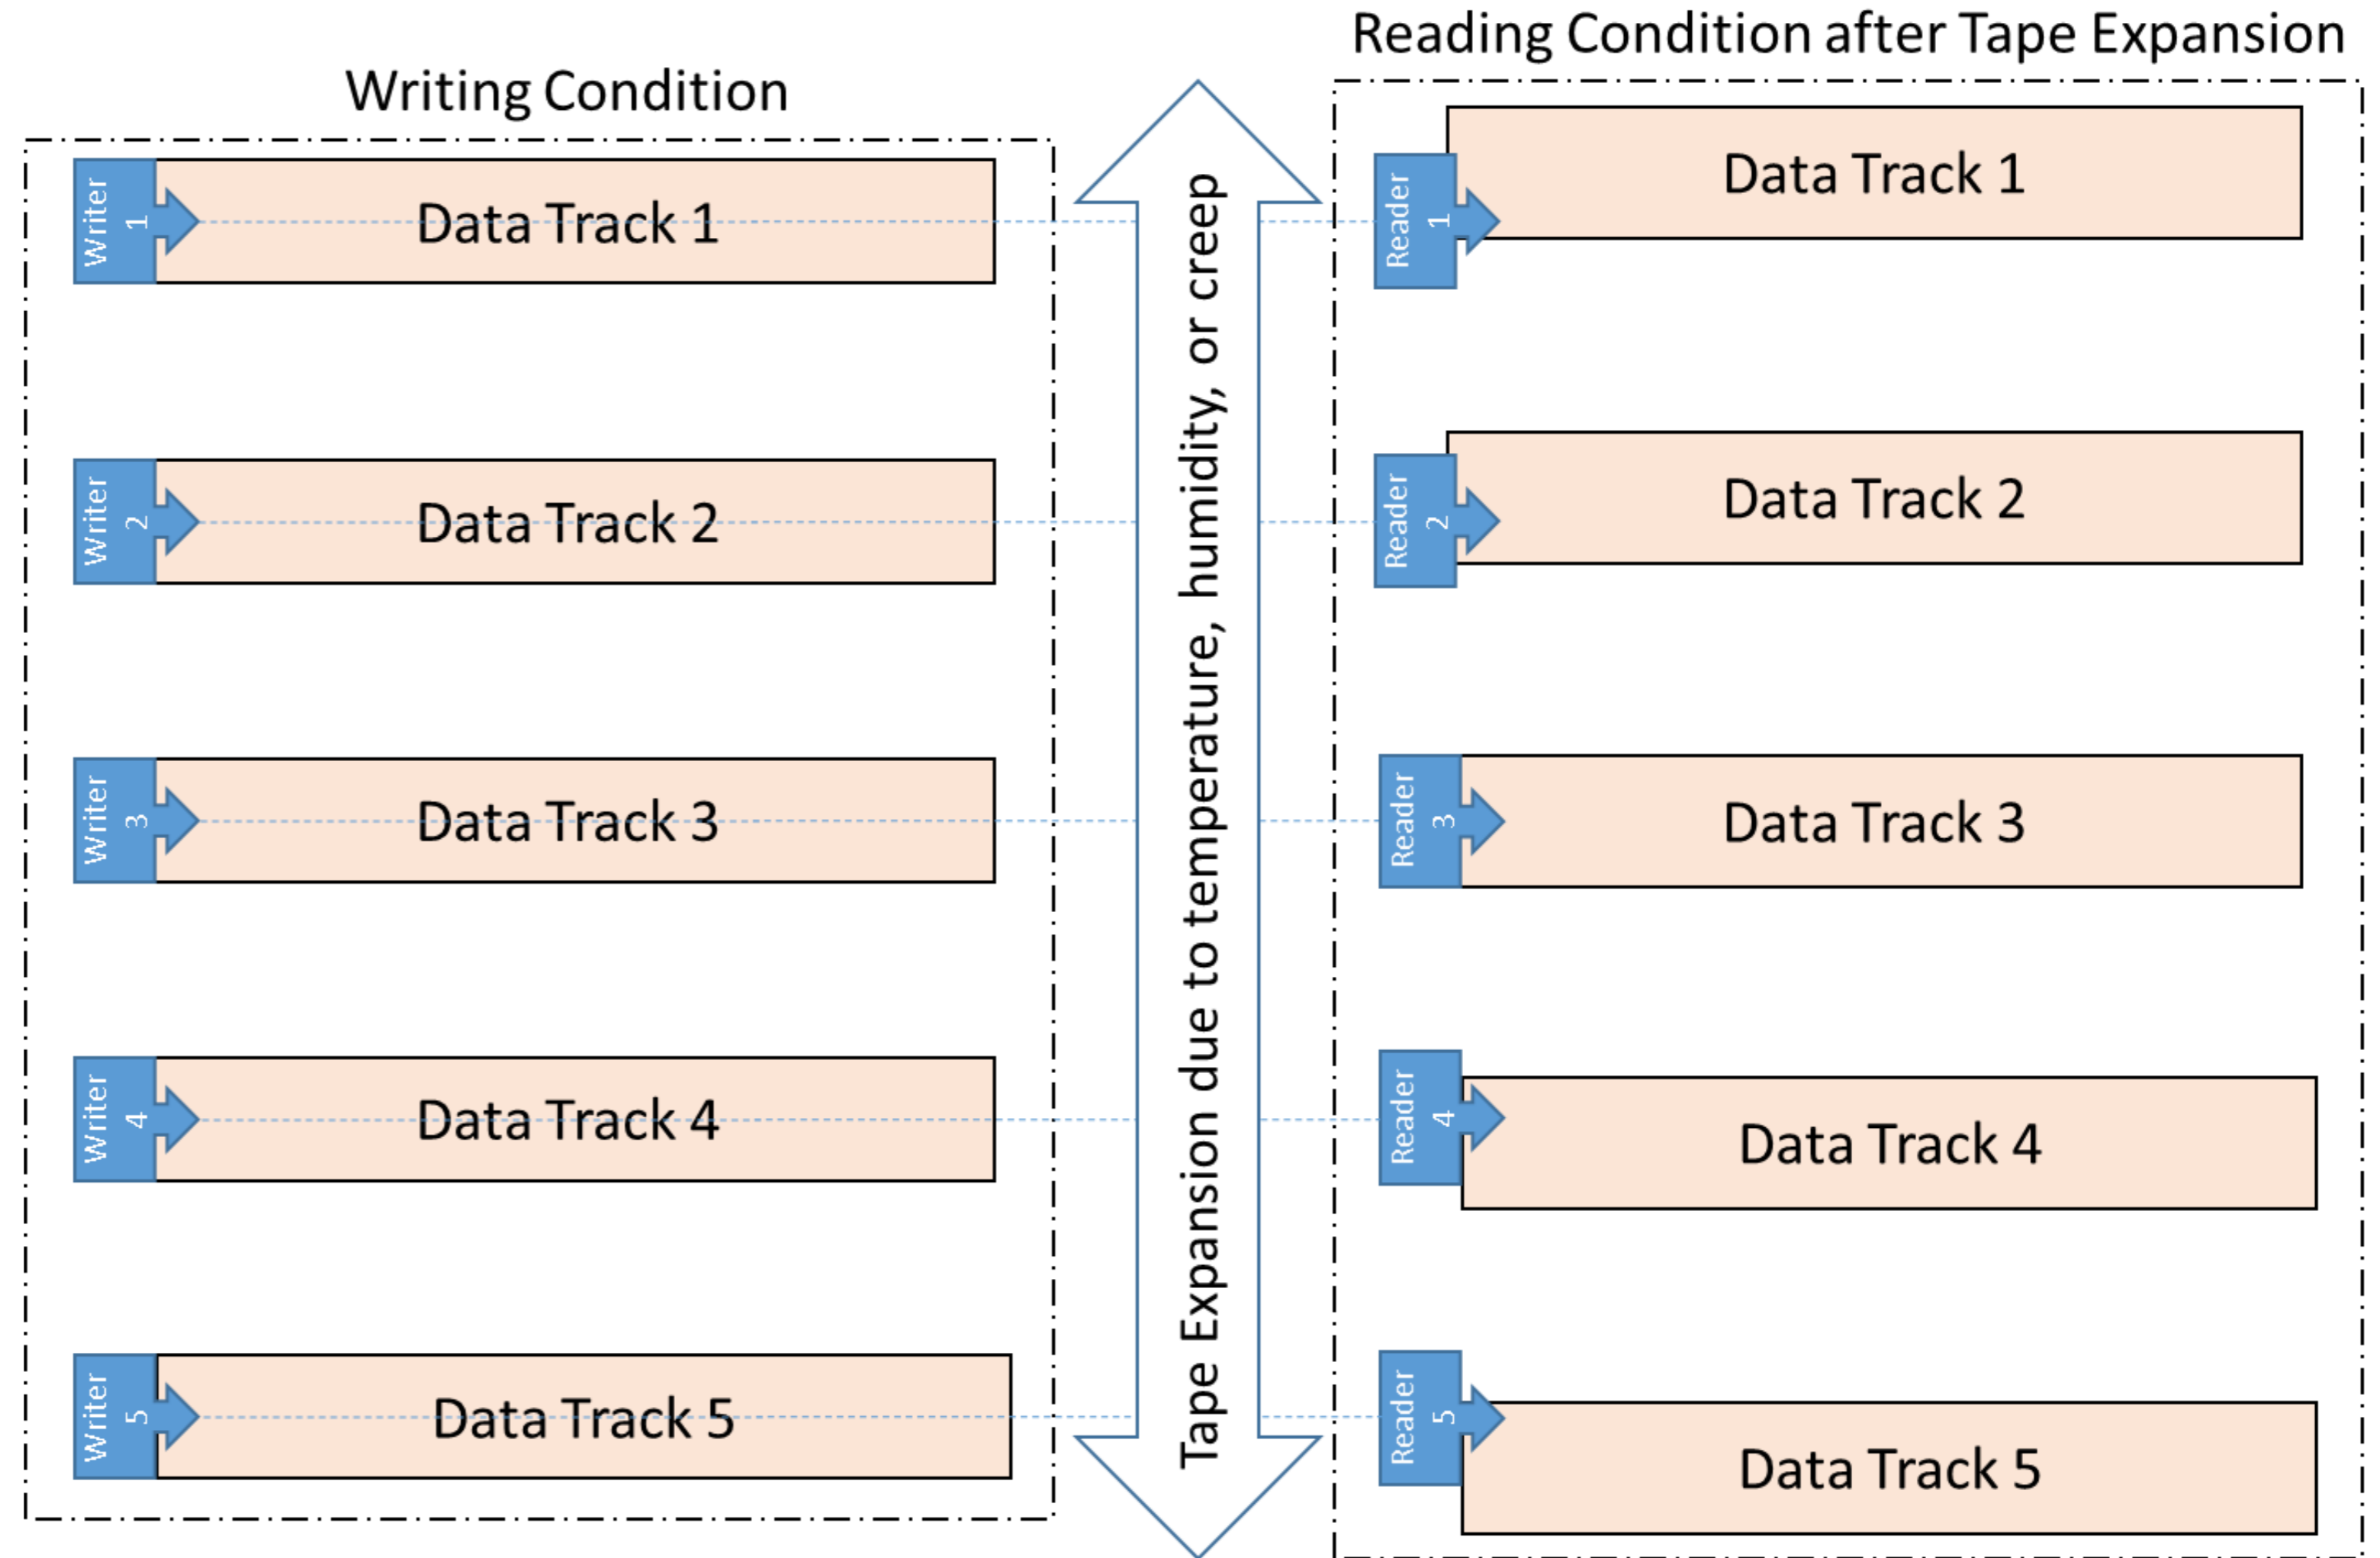 Writing Condition
Writer
1
Data Track 1
Writer
2
Data Track 2
Writer
3
Data Track 3
Writer
4
Data Track 4
Writer
5
Data Track 5
Tape Expansion due to temperature, humidity, or creep
Reading Condition after Tape Expansion
Reader
1
Data Track 1
Reader
2
Data Track 2
Reader
3
Data Track 3
Reader
4
Data Track 4
Reader
5
Data Track 5